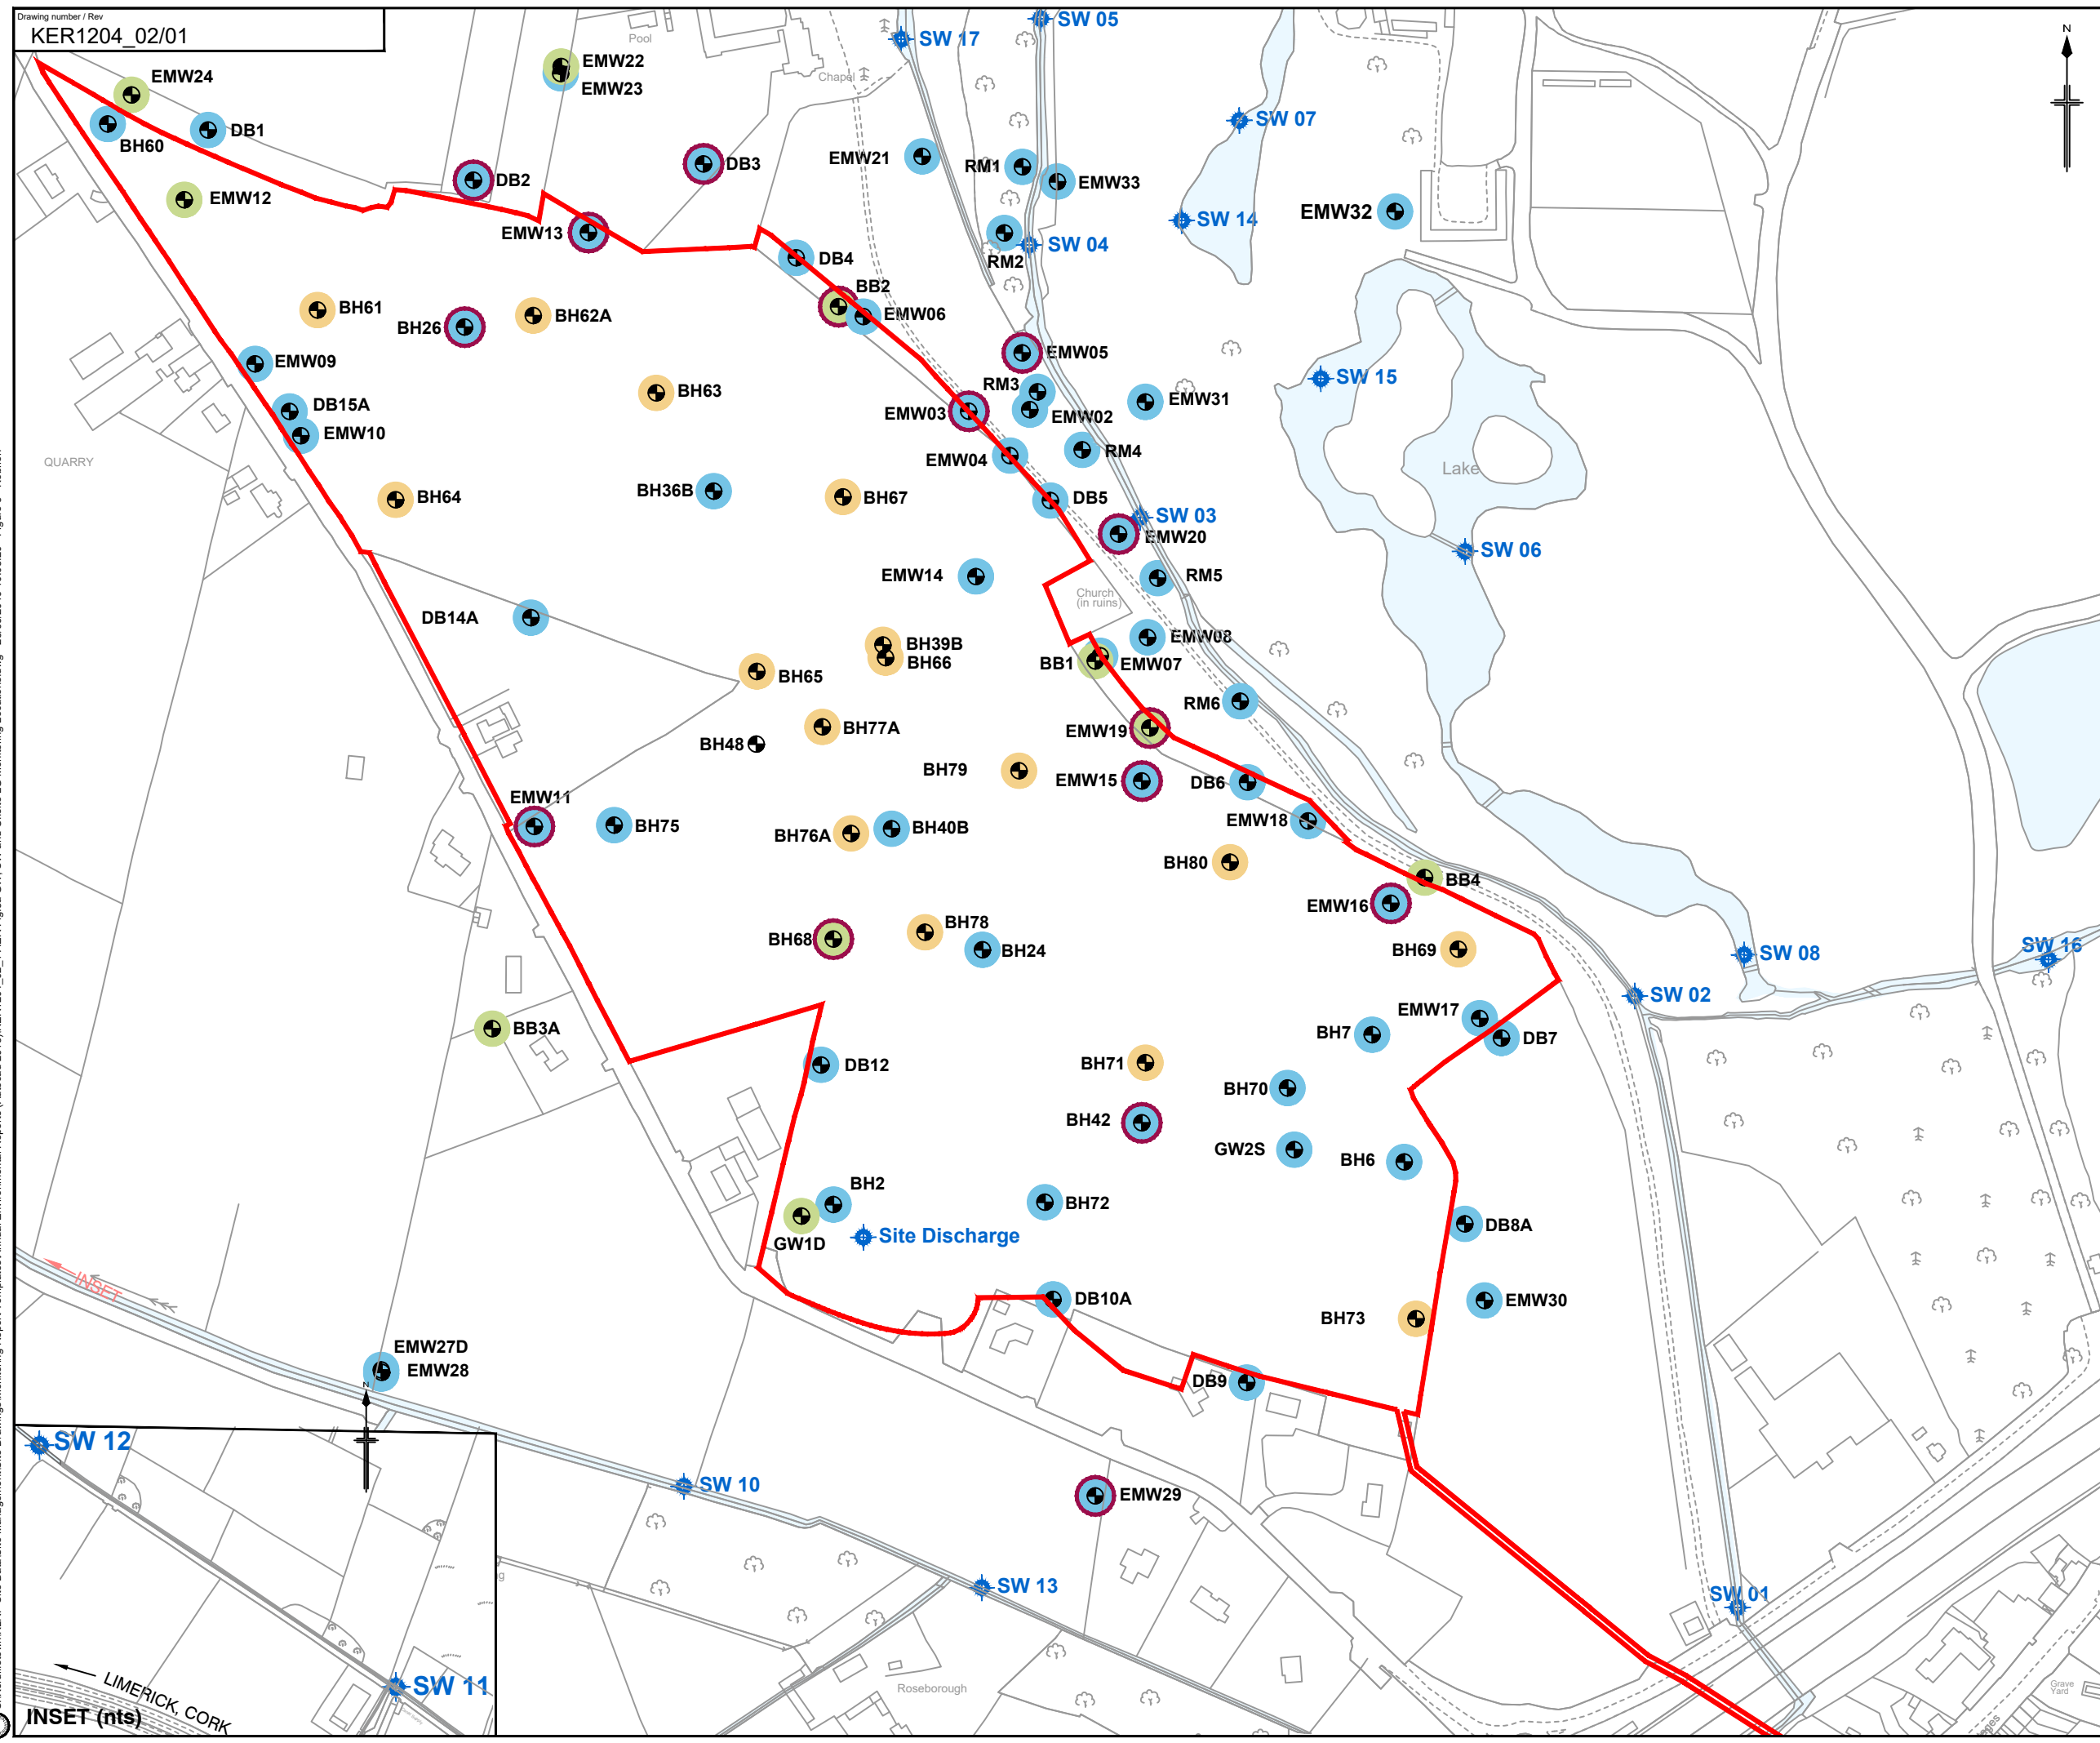 Drawing number / Rev
KER1204_02/01
N
Pool
SW 17
SW 05
EMW22
EMW23
EMW24
Chapel
SW 07
BH60
DB1
EMW12
DB2
DB3
EMW21
RM1
EMW33
EMW32
SW 14
EMW13
DB4
RM2
SW 04
BB2
EMW06
BH61
BH26
BH62A
EMW09
EMW05
SW 15
BH63
RM3
EMW02
EMW31
EMW03
DB15A
EMW10
QUARRY
EMW04
RM4
Lake
BH64
BH36B
BH67
DB5
SW 03
EMW20
SW 06
EMW14
RM5
Church
(in ruins)
DB14A
BH39B
BH66
EMW08
BB1
EMW07
BH65
RM6
BH77A
EMW19
BH48
BH79
EMW15
DB6
EMW11
BH75
BH76A
BH40B
EMW18
BH80
BB4
EMW16
BH68
BH78
BH24
BH69
SW 08
SW 16
SW 02
BB3A
EMW17
BH7
DB7
DB12
BH71
BH70
BH42
GW2S
BH6
BH2
BH72
GW1D
Site Discharge
DB8A
INSET
DB10A
EMW30
BH73
EMW27D
EMW28
DB9
N
SW 12
SW 10
EMW29
SW 13
SW 01
SW 11
LIMERICK, CORK
INSET (nts)
Roseborough
Grave
Yard